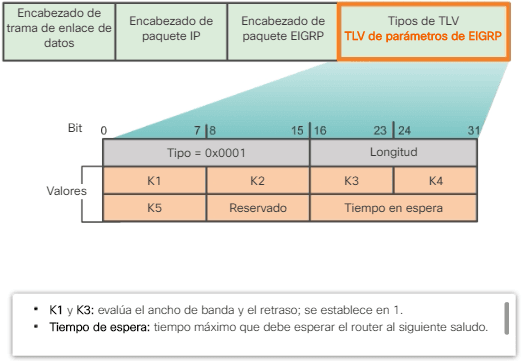 Encabezado de
trama de enlace de
datos
Encabezado de
paquete IP
Encabezado de
paquete EIGRP
Tipos de TLV
TLV de parámetros de EIGRP
Bit 0 7 8 15 16 23 24 31
Tipo = 0x0001 Longitud
Valores
K1 K2 K3 K4
K5 Reservado Tiempo en espera
▪ K1 y K3: evalúa el ancho de banda y el retraso; se establece en 1.
▪ Tiempo de espera: tiempo máximo que debe esperar el router al siguiente saludo.